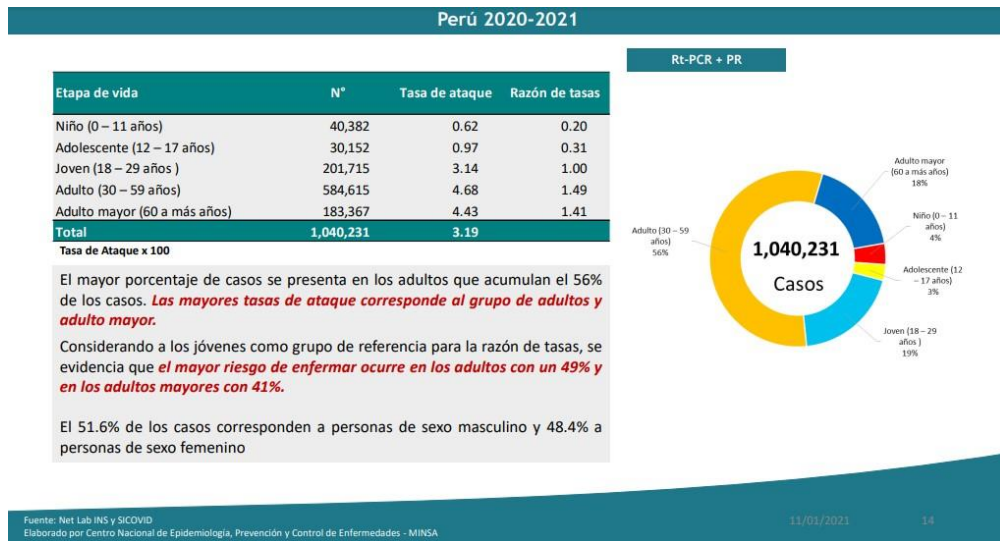 Perú 2020-2021
Rt-PCR + PR
Etapa de vida N° Tasa de ataque Razón de tasas
Niño (0 – 11 años) 40,382 0.62 0.20
Adolescente (12 – 17 años) 30,152 0.97 0.31
Joven (18 – 29 años ) 201,715 3.14 1.00
Adulto (30 – 59 años) 584,615 4.68 1.49
Adulto mayor (60 a más años) 183,367 4.43 1.41
Total 1,040,231 3.19
Tasa de Ataque x 100
El mayor porcentaje de casos se presenta en los adultos que acumulan el 56%
de los casos. Las mayores tasas de ataque corresponde al grupo de adultos y
adulto mayor.
Considerando a los jóvenes como grupo de referencia para la razón de tasas, se
evidencia que el mayor riesgo de enfermar ocurre en los adultos con un 49% y
en los adultos mayores con 41%.
El 51.6% de los casos corresponden a personas de sexo masculino y 48.4% a
personas de sexo femenino
Adulto mayor
(60 a más años)
18%
Niño (0 – 11
años)
4%
Adolescente (12
– 17 años)
3%
Joven (18 – 29
años )
19%
Adulto (30 – 59
años)
56%
1,040,231
Casos
Fuente: Net Lab INS y SICOVID
Elaborado por Centro Nacional de Epidemiología, Prevención y Control de Enfermedades - MINSA
11/01/2021
14